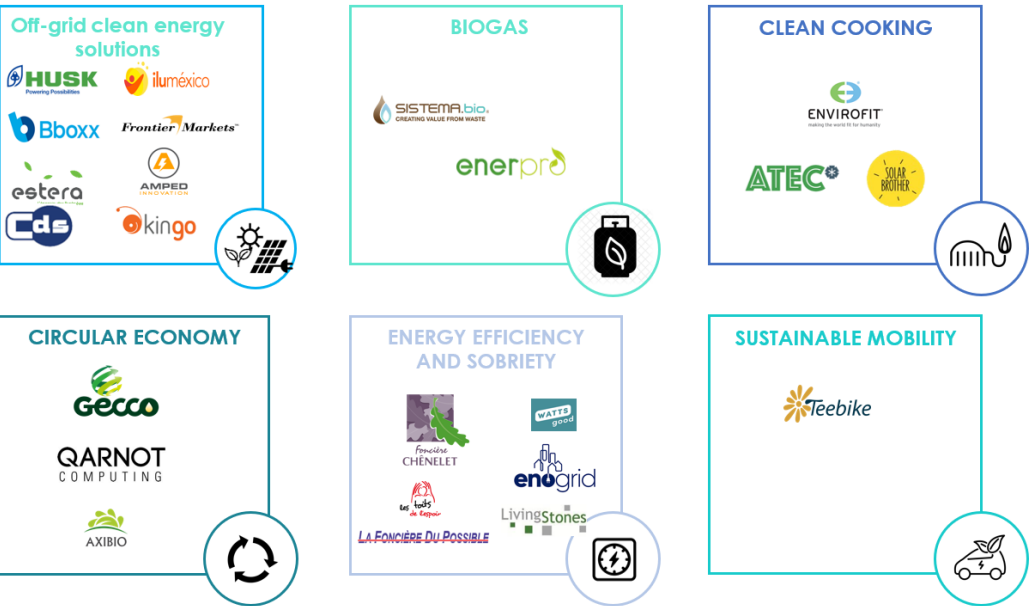 Off-grid clean energy
solutions
HUSK
Powering Possibilities
iluméxico
Bboxx
Frontier Markets
estera
AMPED
INNOVATION
Cds
kingo
BIOGAS
SISTEMA.bio.
CREATING VALUE FROM WASTE
enerpro
CLEAN COOKING
ENVIROFIT
making the world fit for humanity
ATEC
SOLAR
BROTHER
CIRCULAR ECONOMY
GECCO
QARNOT
COMPUTING
AXIBIO
ENERGY EFFICIENCY
AND SOBRIETY
Foncière
CHÊNELET
WATTS
good
enogrid
les toits
de l'espoir
LivingStones
LA FONCIÈRE DU POSSIBLE
SUSTAINABLE MOBILITY
Teebike